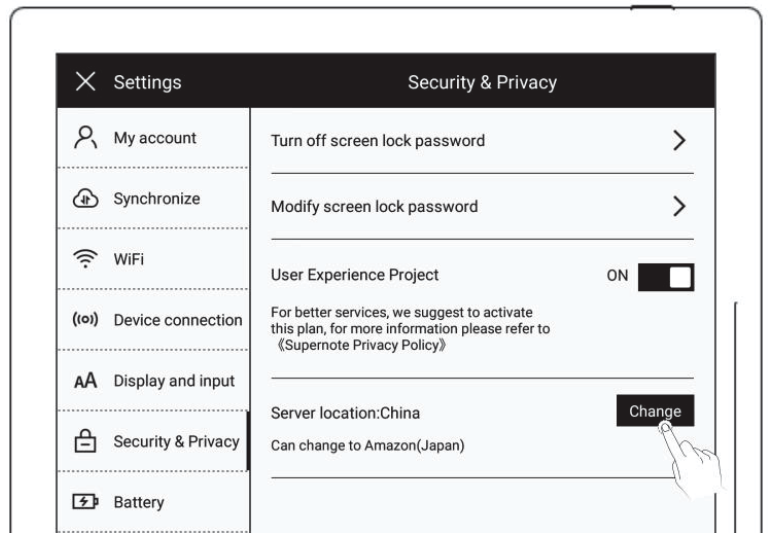 Settings
Security & Privacy
My account
Synchronize
WiFi
Device connection
AA Display and input
Security & Privacy
Battery
Turn off screen lock password
Modify screen lock password
User Experience Project
ON
For better services, we suggest to activate
this plan, for more information please refer to
《Supernote Privacy Policy》
Server location:China
Change
Can change to Amazon(Japan)